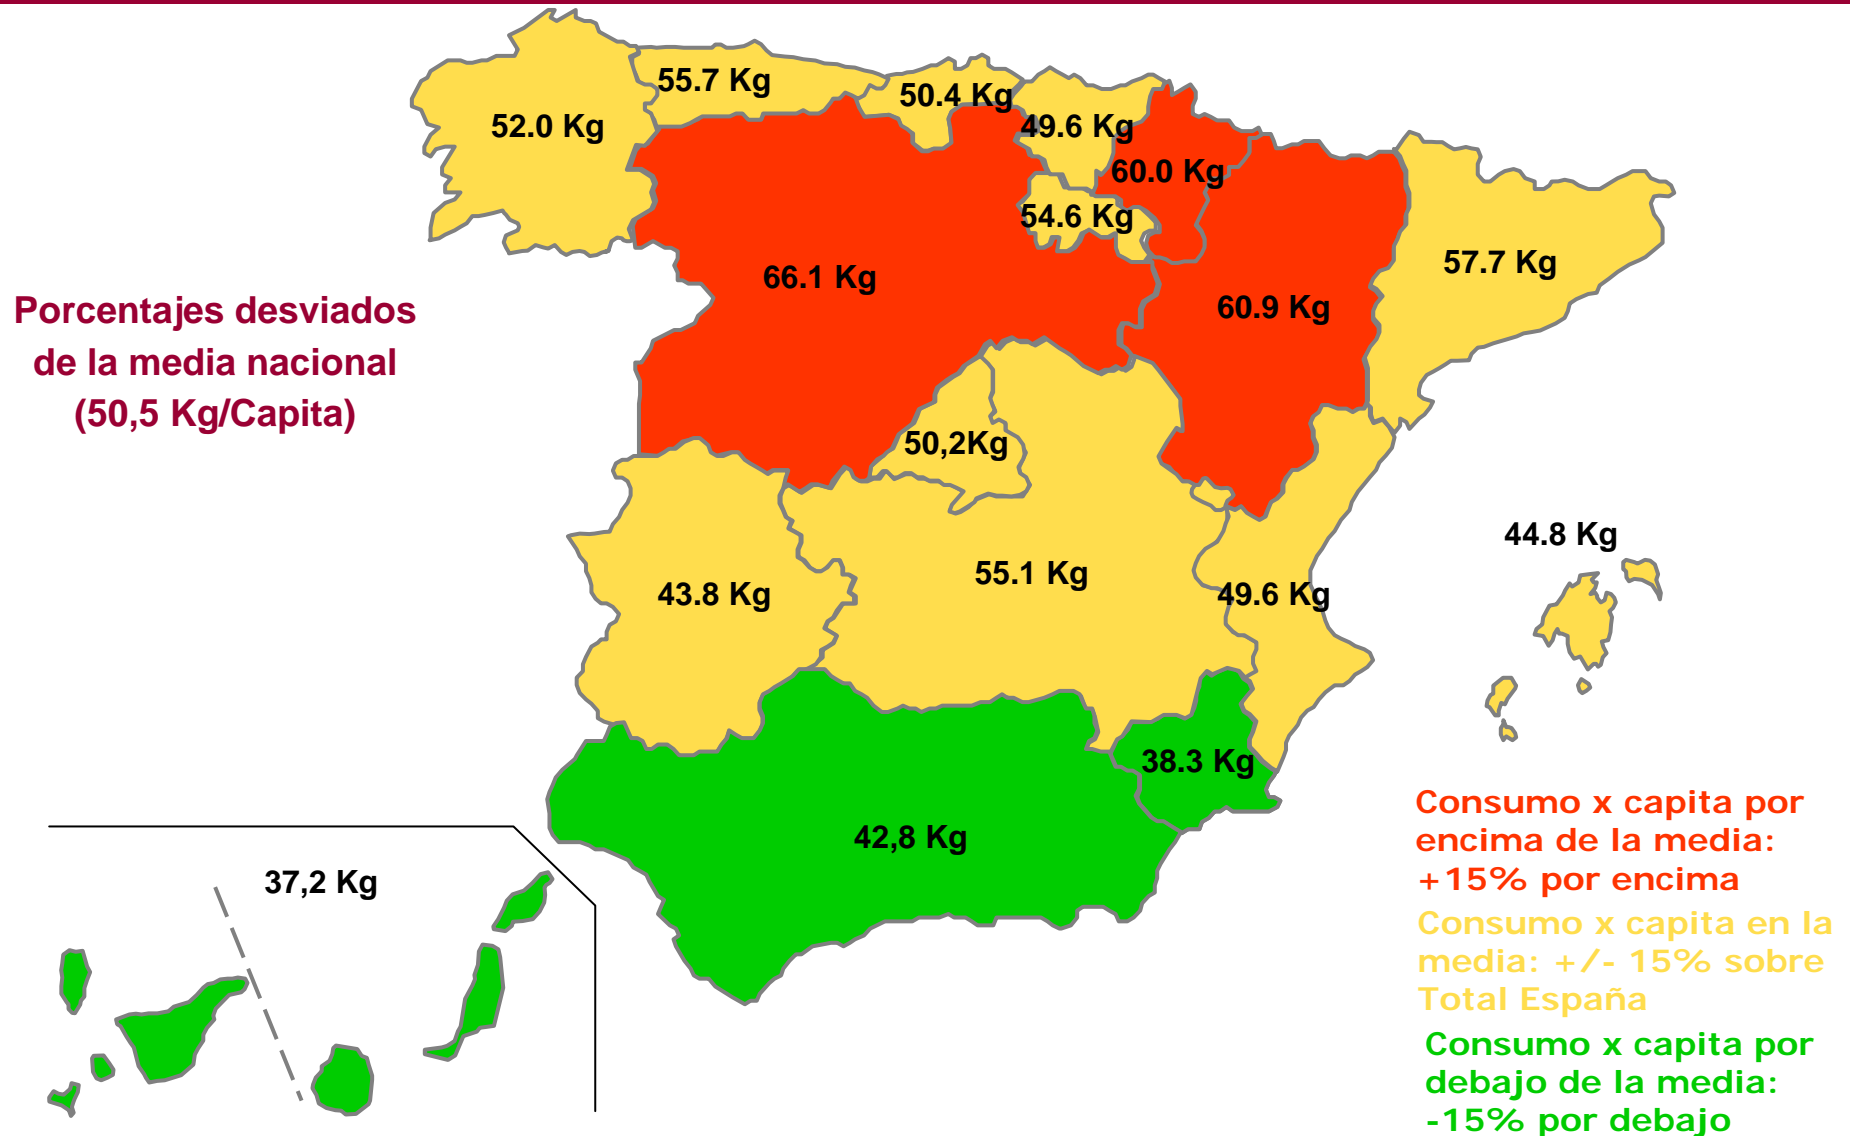 55.7 Kg
50.4 Kg
52.0 Kg
49.6 Kg
60.0 Kg
54.6 Kg
57.7 Kg
66.1 Kg
60.9 Kg
Porcentajes desviados
de la media nacional
(50,5 Kg/Capita)
50,2Kg
44.8 Kg
55.1 Kg
43.8 Kg
49.6 Kg
38.3 Kg
42,8 Kg
37,2 Kg
Consumo x capita por
encima de la media:
+15% por encima
Consumo x capita en la
media: +/- 15% sobre
Total España
Consumo x capita por
debajo de la media:
-15% por debajo